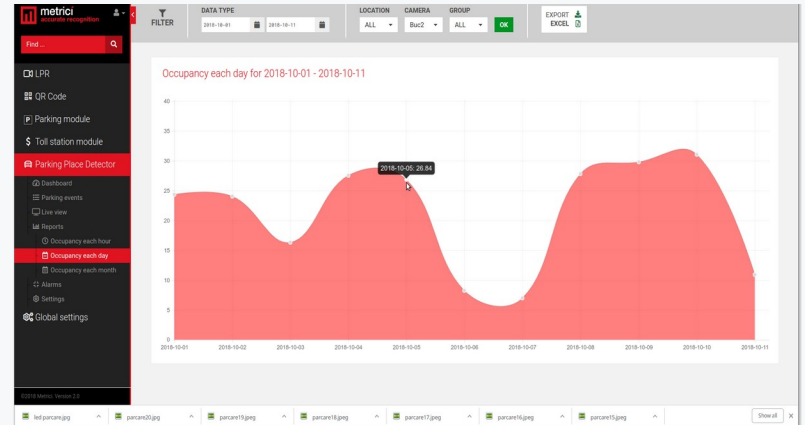 metrici
accurate recognition
FILTER
DATA TYPE
2018-10-01
2018-10-11
LOCATION
ALL
CAMERA
Buc2
GROUP
ALL
OK
EXPORT
EXCEL
Find ...
LPR
QR Code
P Parking module
$ Toll station module
Parking Place Detector
Dashboard
Parking events
Live view
Reports
Occupancy each hour
Occupancy each day
Occupancy each month
Alarms
Settings
Global settings
©2018 Metrici. Version 2.0
Occupancy each day for 2018-10-01 - 2018-10-11
40
35
30
25
20
15
10
5
0
2018-10-05: 26.84
2018-10-01 2018-10-02 2018-10-03 2018-10-04 2018-10-05 2018-10-06 2018-10-07 2018-10-08 2018-10-09 2018-10-10 2018-10-11
led parcare.jpg parcare20.jpg parcare19.jpeg parcare18.jpeg parcare17.jpeg parcare16.jpeg parcare15.jpeg Show all X